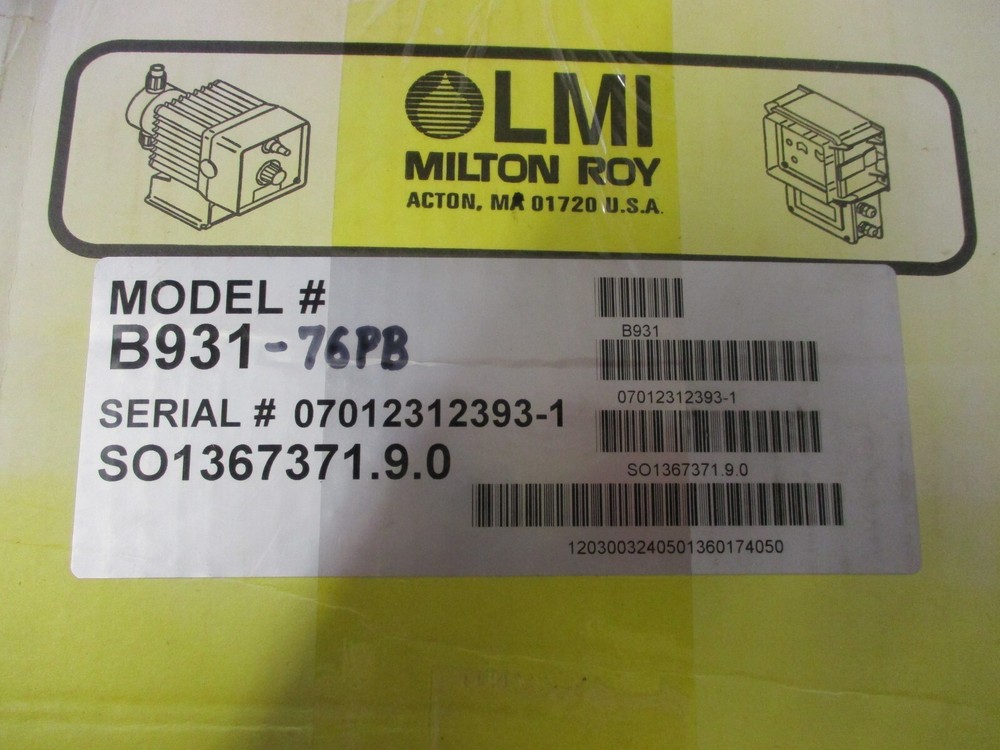 LMI
MILTON ROY
ACTON, MA 01720 U.S.A.
MODEL #
B931-76PB
SERIAL # 07012312393-1
SO1367371.9.0
B931
07012312393-1
SO1367371.9.0
1203003240501360174050